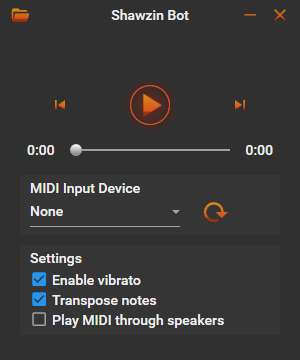 Shawzin Bot
0:00
0:00
MIDI Input Device
None
Settings
Enable vibrato
Transpose notes
Play MIDI through speakers